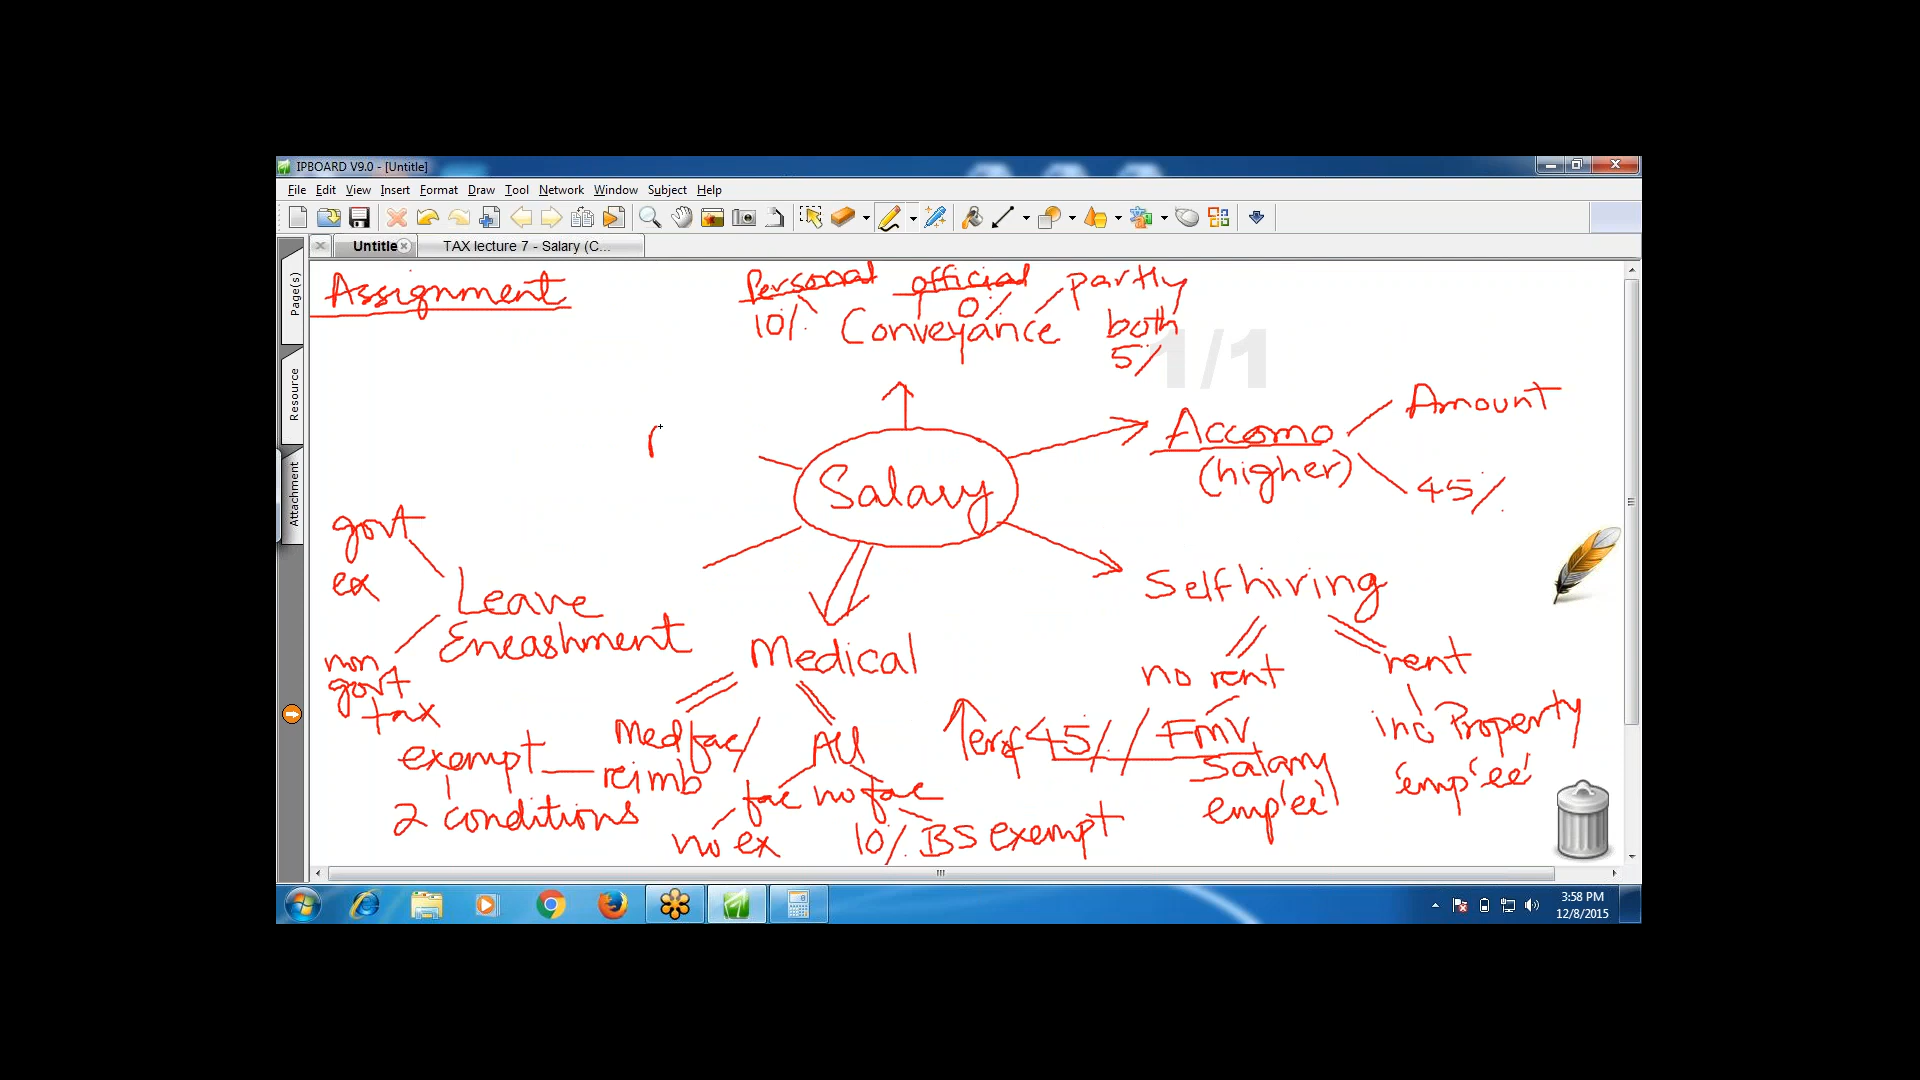 IPBOARD V9.0 - [Untitle]
File Edit View Insert Format Draw Tool Network Window Subject Help
Untitle
TAX lecture 7 - Salary (C...
Page(s)
Resource
Attachment
Assignment
Personal official partly
10% 0% both
Conveyance
5%
1/1
Salary
Accomo
(higher)
Amount
45%
Selfhiring
no rent
rent
er of 45% / FMV
Salary
emp'ee'
inc Property
'emp'ee'
Medical
Med fac/
reimb
exempt
2 conditions
All
fac no fac
no ex
10% BS exempt
Leave
Encashment
govt
ex
non
govt
tax
3:58 PM
12/8/2015